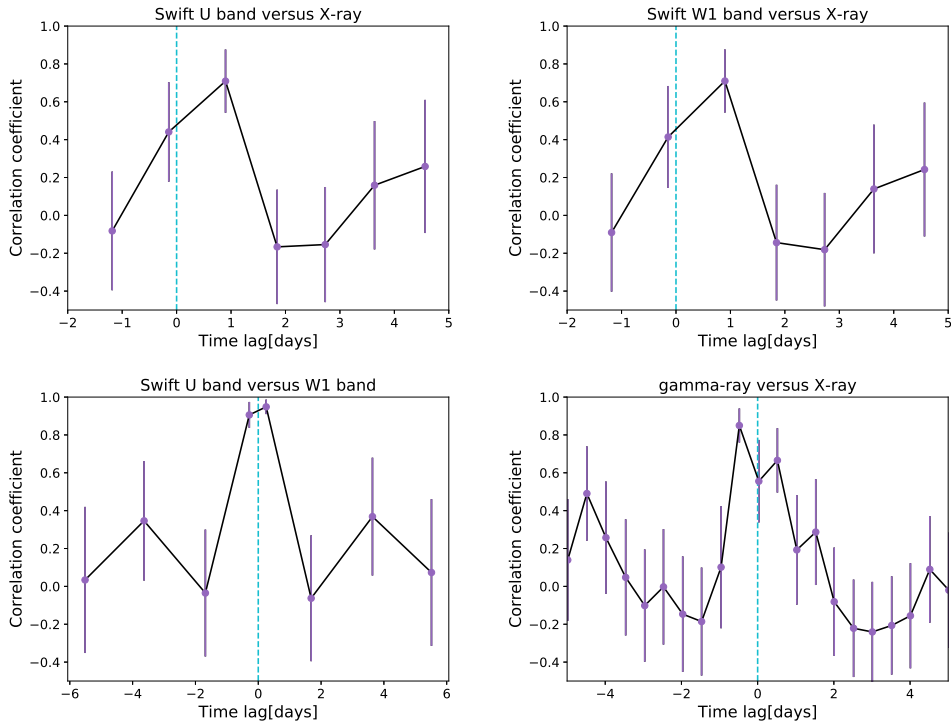 Swift U band versus X-ray
1.0
0.8
0.6
0.4
0.2
0.0
−0.2
−0.4
Correlation coefficient
−2 −1 0 1 2 3 4 5
Time lag[days]
Swift W1 band versus X-ray
1.0
0.8
0.6
0.4
0.2
0.0
−0.2
−0.4
Correlation coefficient
−2 −1 0 1 2 3 4 5
Time lag[days]
Swift U band versus W1 band
1.0
0.8
0.6
0.4
0.2
0.0
−0.2
−0.4
Correlation coefficient
−6 −4 −2 0 2 4 6
Time lag[days]
gamma-ray versus X-ray
1.0
0.8
0.6
0.4
0.2
0.0
−0.2
−0.4
Correlation coefficient
−4 −2 0 2 4
Time lag[days]